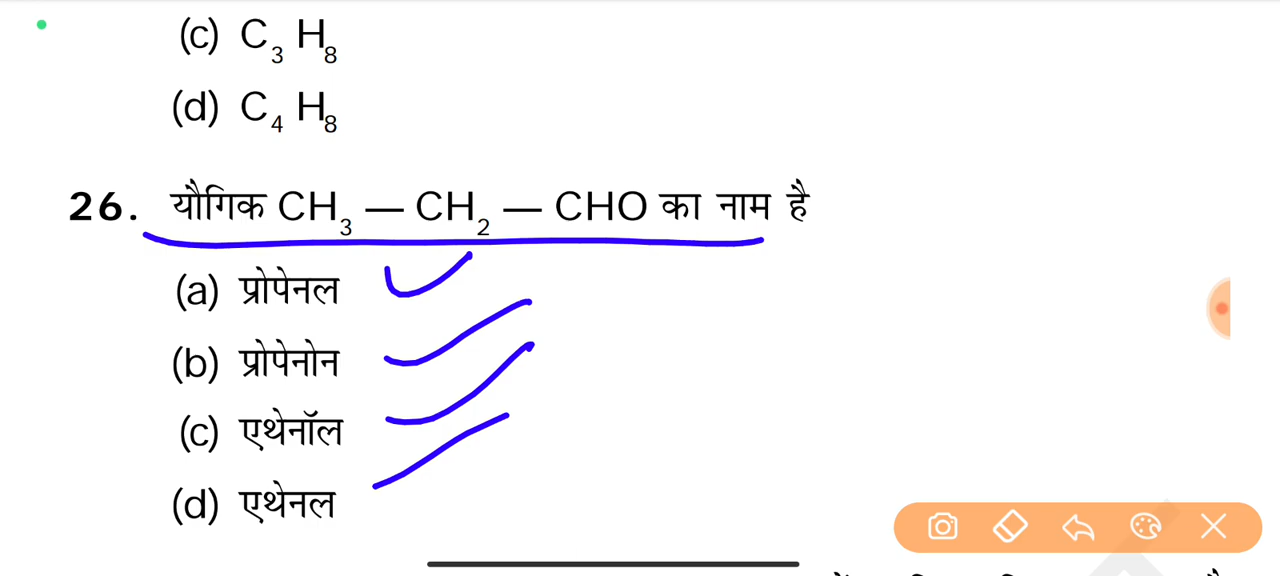 (c) C₃ H₈
(d) C₄ H₈
26. यौगिक CH₃ — CH₂ — CHO का नाम है
(a) प्रोपेनल
(b) प्रोपेनोन
(c) एथेनॉल
(d) एथेनल